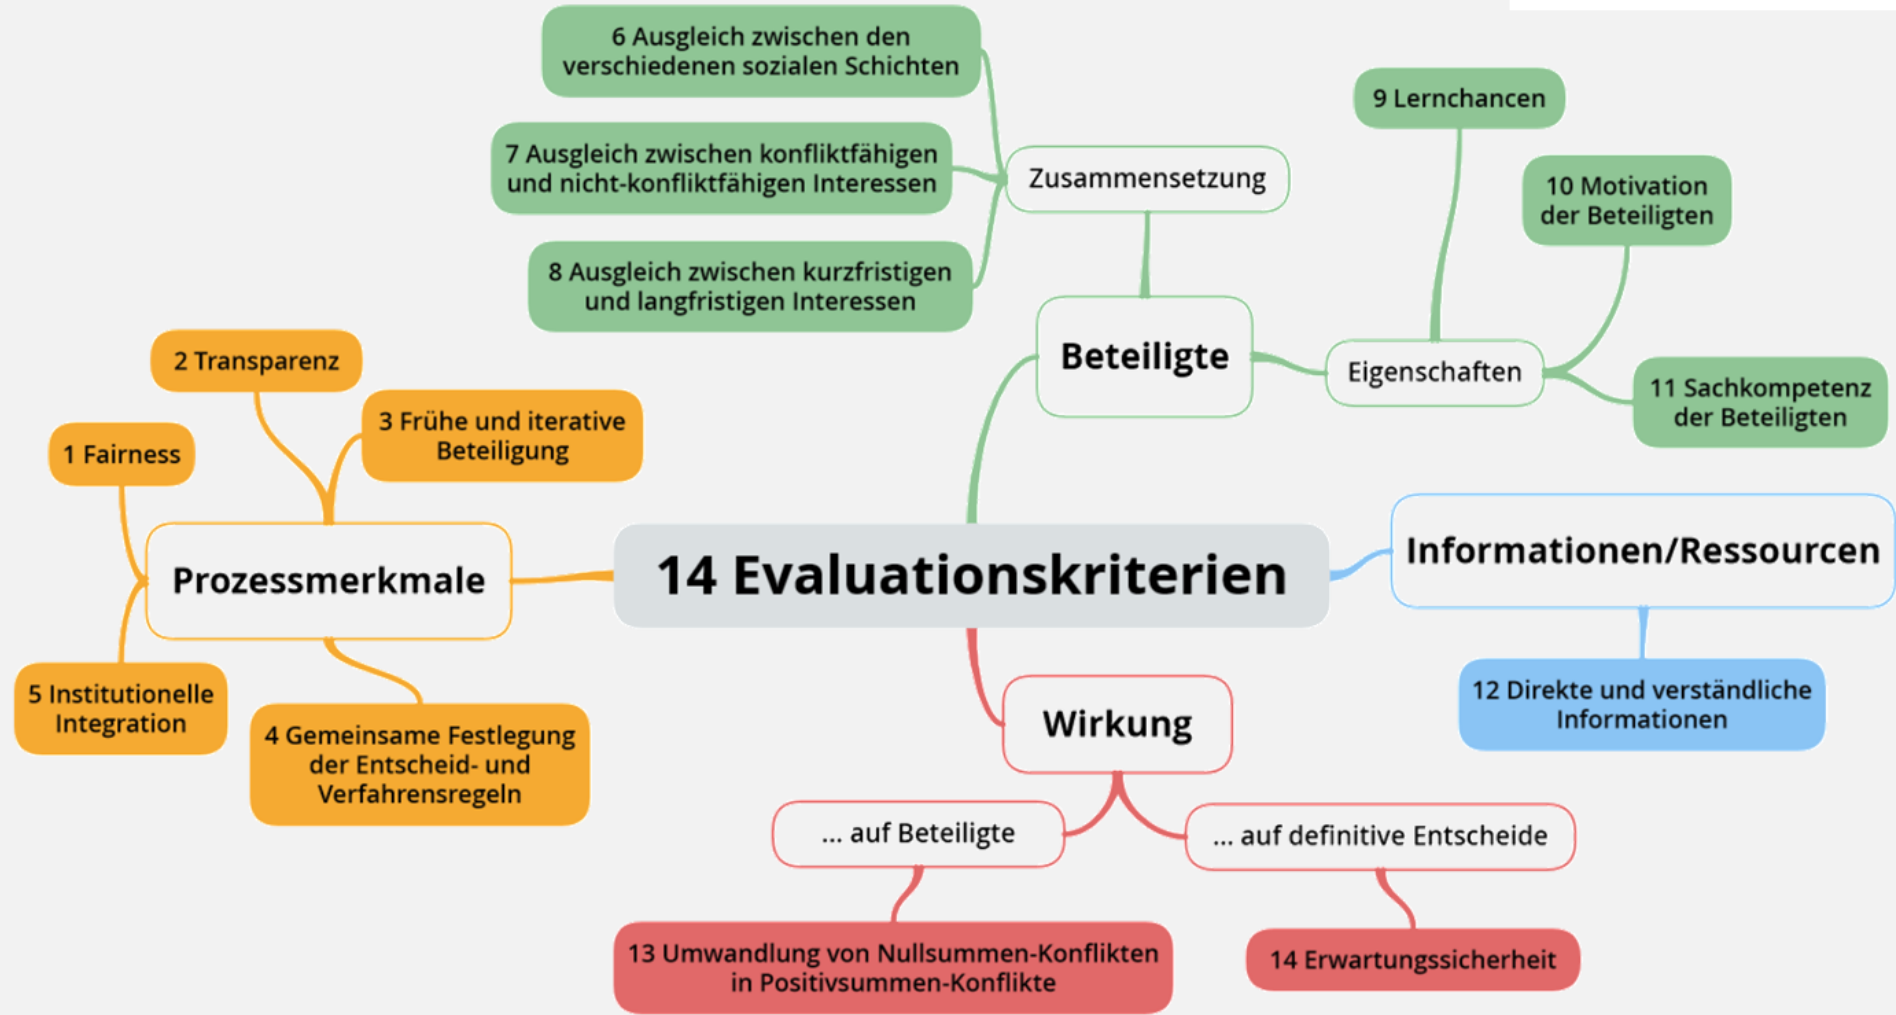 14 Evaluationskriterien
Prozessmerkmale
1 Fairness
2 Transparenz
3 Frühe und iterative
Beteiligung
4 Gemeinsame Festlegung
der Entscheid- und
Verfahrensregeln
5 Institutionelle
Integration
Beteiligte
Zusammensetzung
6 Ausgleich zwischen den
verschiedenen sozialen Schichten
7 Ausgleich zwischen konfliktfähigen
und nicht-konfliktfähigen Interessen
8 Ausgleich zwischen kurzfristigen
und langfristigen Interessen
Eigenschaften
9 Lernchancen
10 Motivation
der Beteiligten
11 Sachkompetenz
der Beteiligten
Informationen/Ressourcen
12 Direkte und verständliche
Informationen
Wirkung
... auf Beteiligte
13 Umwandlung von Nullsummen-Konflikten
in Positivsummen-Konflikte
... auf definitive Entscheide
14 Erwartungssicherheit